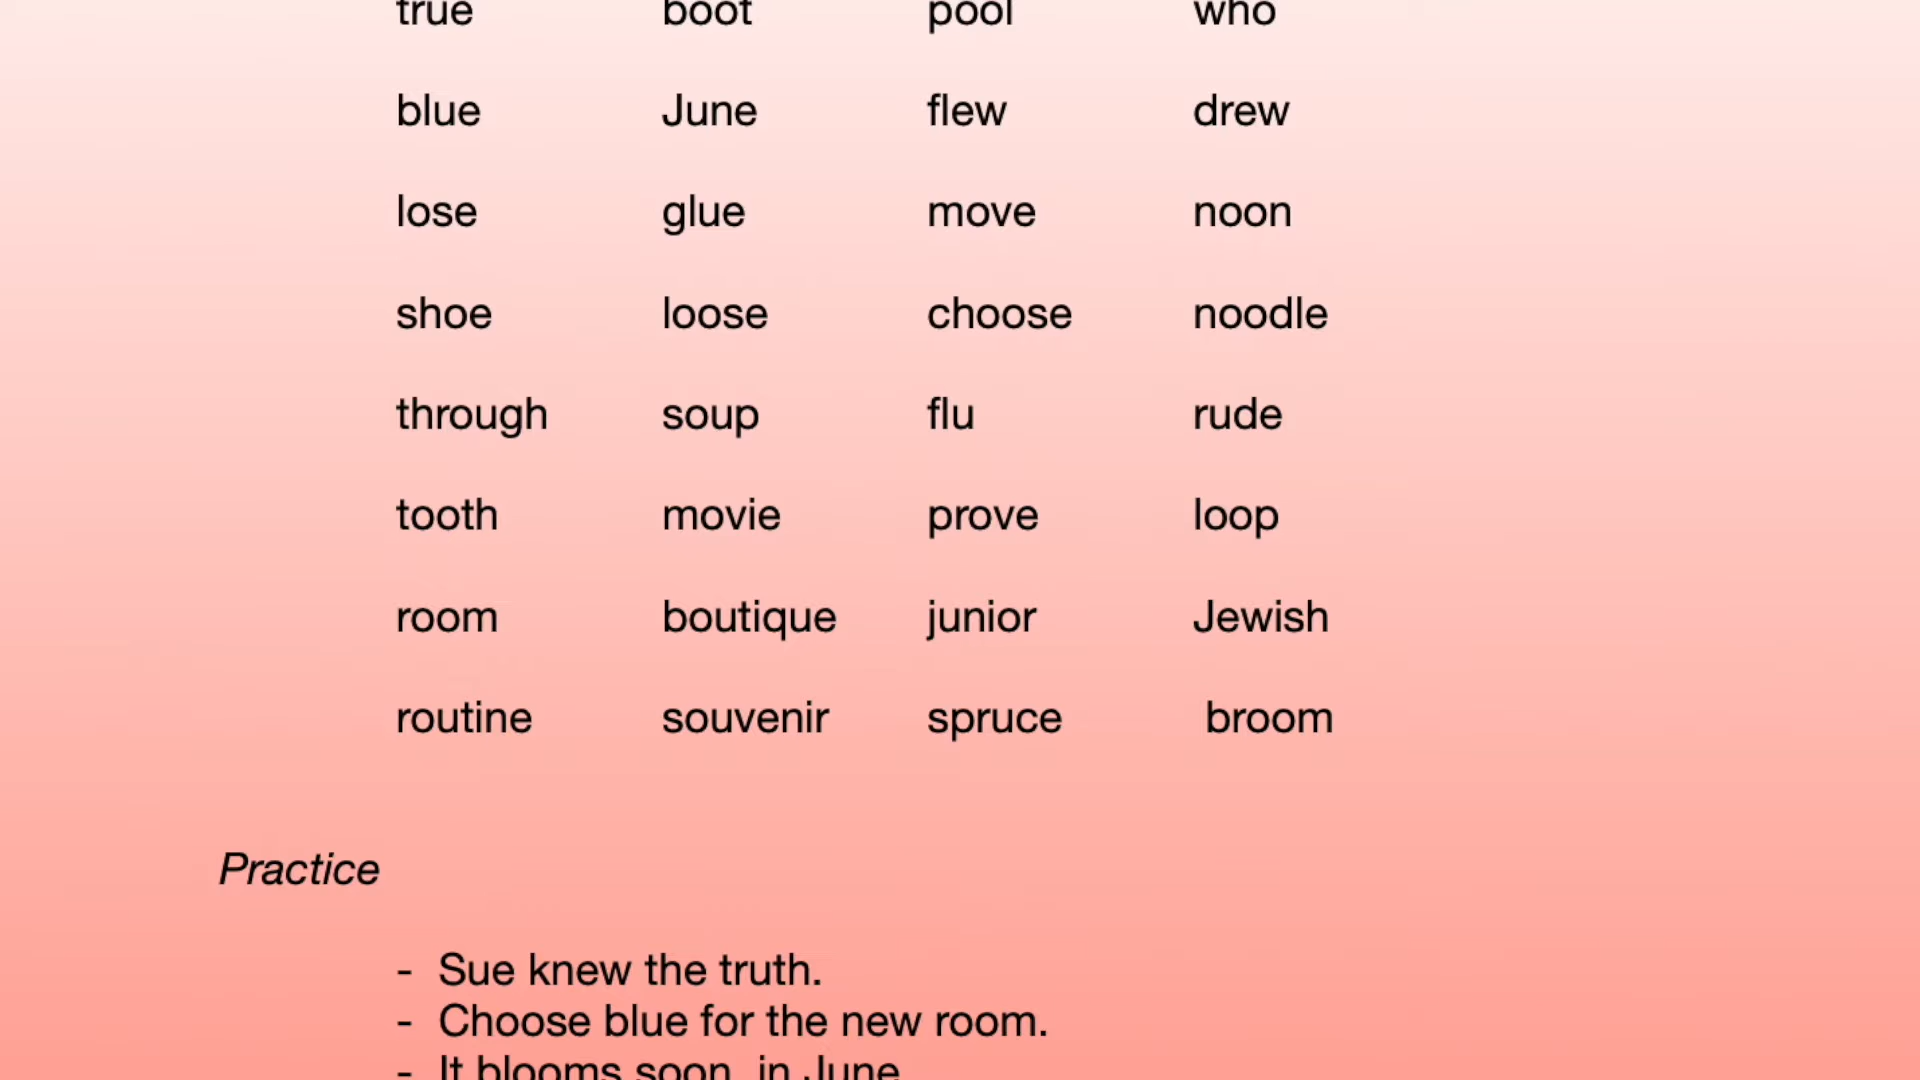 true boot pool who
blue June flew drew
lose glue move noon
shoe loose choose noodle
through soup flu rude
tooth movie prove loop
room boutique junior Jewish
routine souvenir spruce broom
Practice
- Sue knew the truth.
- Choose blue for the new room.
- It blooms soon, in June